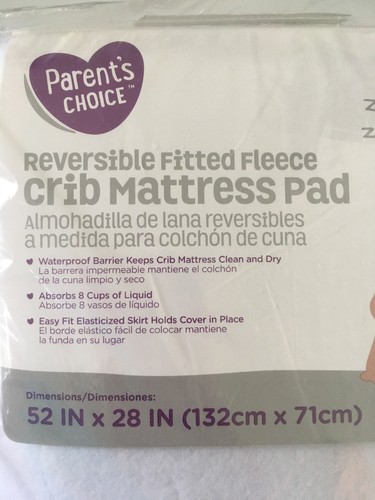 Parent's
CHOICE™
Reversible Fitted Fleece
Crib Mattress Pad
Almohadilla de lana reversibles
a medida para colchón de cuna
Waterproof Barrier Keeps Crib Mattress Clean and Dry
La barrera impermeable mantiene el colchón
de la cuna limpio y seco
Absorbs 8 Cups of Liquid
Absorbe 8 vasos de líquido
Easy Fit Elasticized Skirt Holds Cover in Place
El borde elástico fácil de colocar mantiene
la funda en su lugar
Dimensions/Dimensiones:
52 IN x 28 IN (132cm x 71cm)